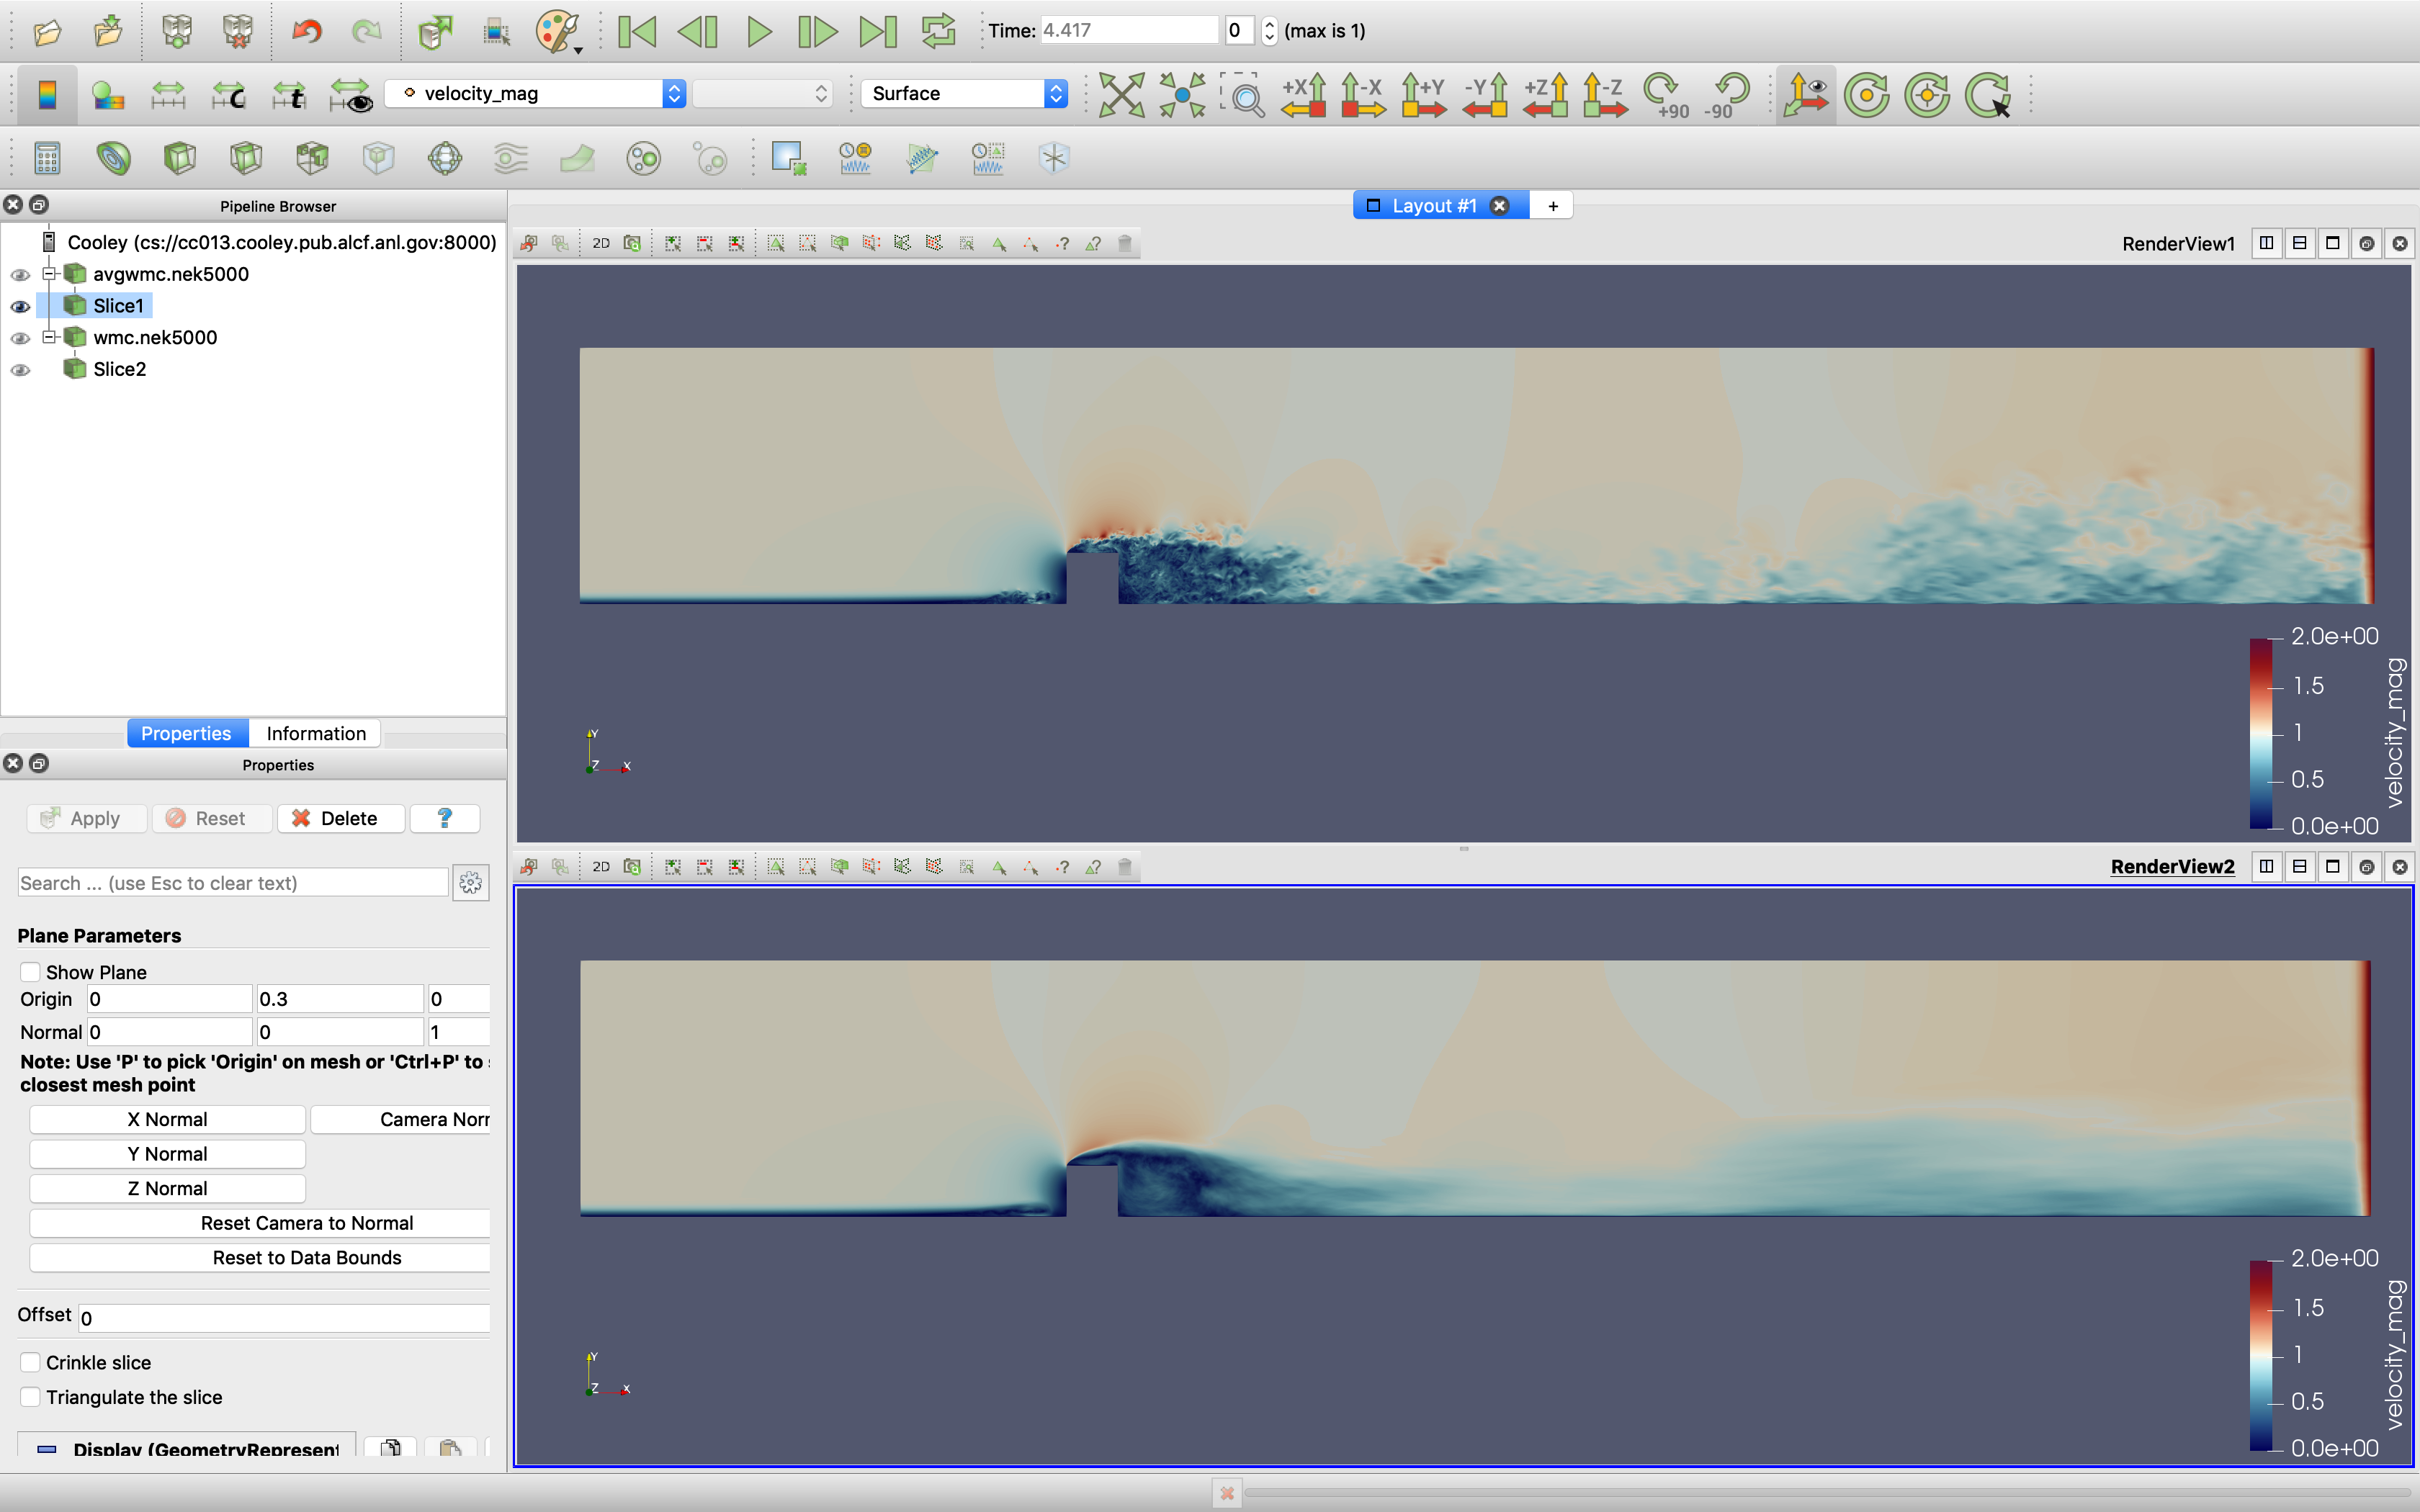 Time: 4.417 0 (max is 1)
velocity_mag Surface +X -X +Y -Y +Z -Z +90 -90
C
t
Pipeline Browser
Layout #1 +
Cooley (cs://cc013.cooley.pub.alcf.anl.gov:8000)
avgwmc.nek5000
Slice1
wmc.nek5000
Slice2
Properties Information
Properties
Apply Reset Delete ?
Search ... (use Esc to clear text)
Plane Parameters
Show Plane
Origin 0 0.3 0
Normal 0 0 1
Note: Use 'P' to pick 'Origin' on mesh or 'Ctrl+P' to
closest mesh point
X Normal Camera Norr
Y Normal
Z Normal
Reset Camera to Normal
Reset to Data Bounds
Offset 0
Crinkle slice
Triangulate the slice
Display (GeometryRepresent
2D ? ? RenderView1
2.0e+00
1.5
1
0.5
0.0e+00
velocity_mag
Y
Z X
2D ? ? RenderView2
2.0e+00
1.5
1
0.5
0.0e+00
velocity_mag
Y
Z X